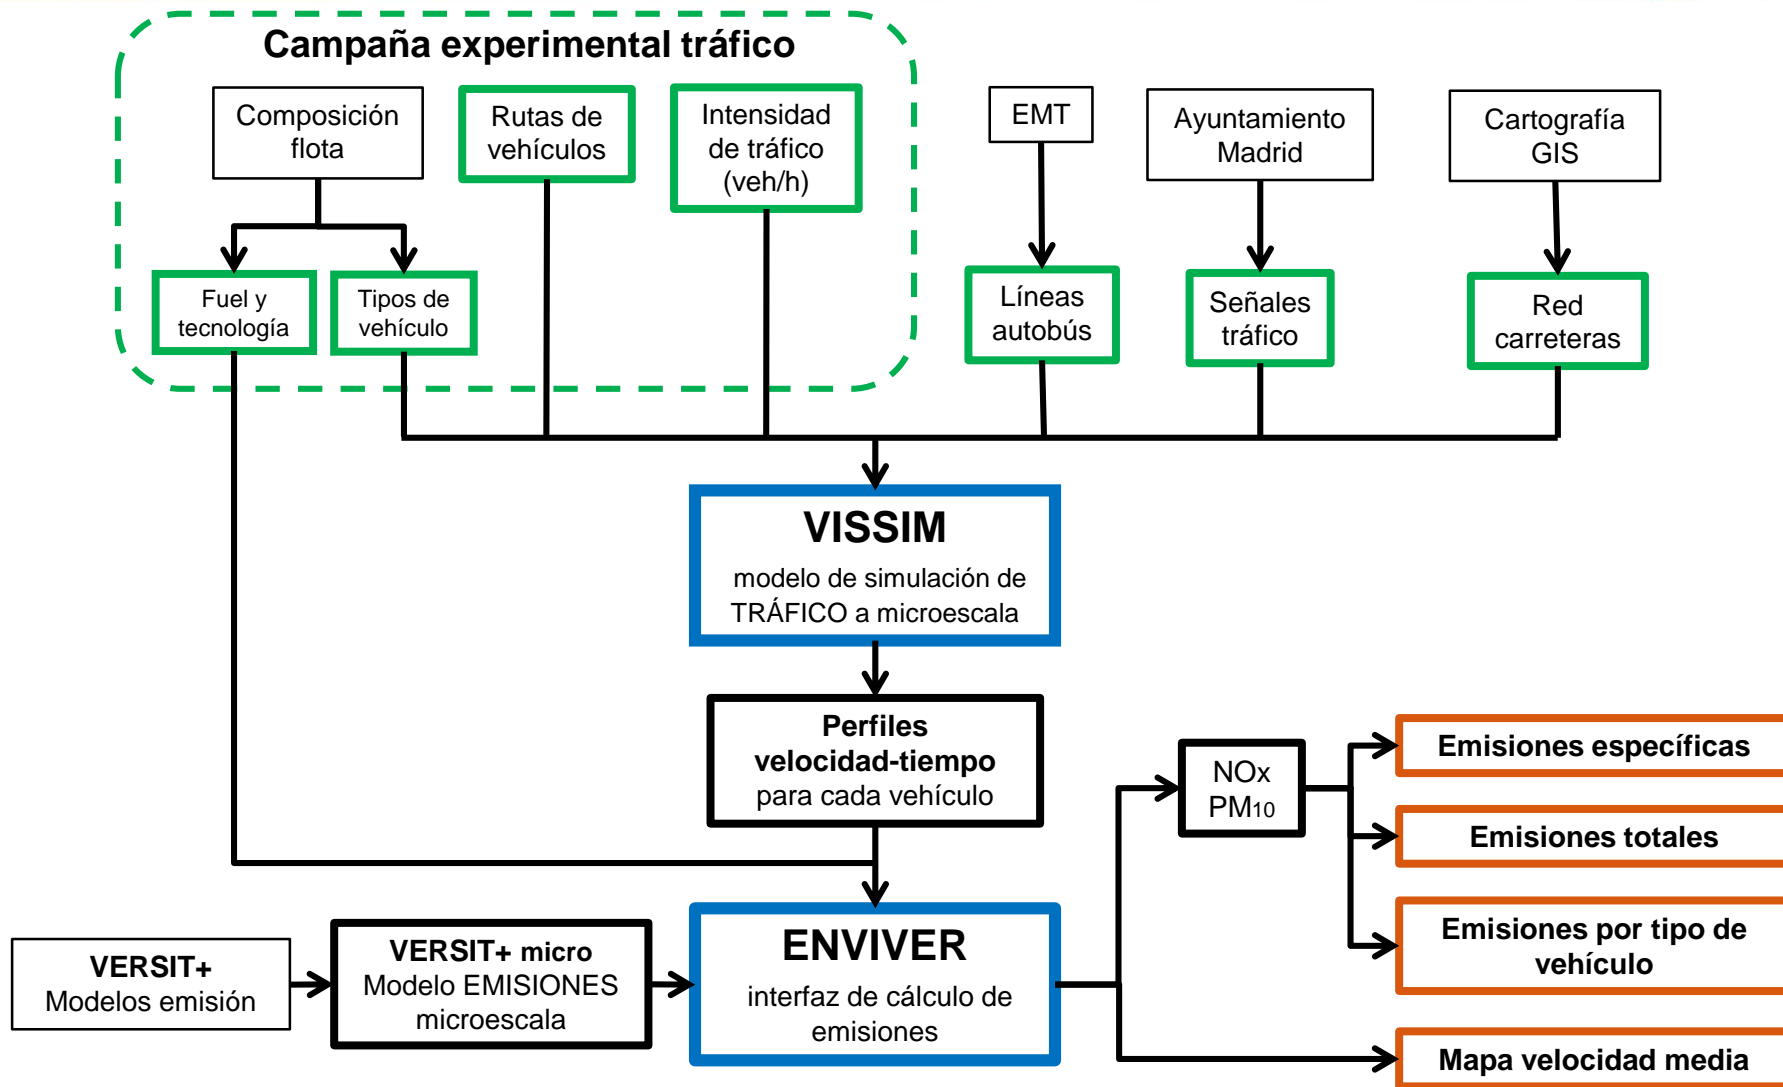 Campaña experimental tráfico
Composición
flota
Rutas de
vehículos
Intensidad
de tráfico
(veh/h)
EMT
Ayuntamiento
Madrid
Cartografía
GIS
Fuel y
tecnología
Tipos de
vehículo
Líneas
autobús
Señales
tráfico
Red
carreteras
VISSIM
modelo de simulación de
TRÁFICO a microescala
Perfiles
velocidad-tiempo
para cada vehículo
NOx
PM10
Emisiones específicas
Emisiones totales
Emisiones por tipo de
vehículo
Mapa velocidad media
VERSIT+
Modelos emisión
VERSIT+ micro
Modelo EMISIONES
microescala
ENVIVER
interfaz de cálculo de
emisiones